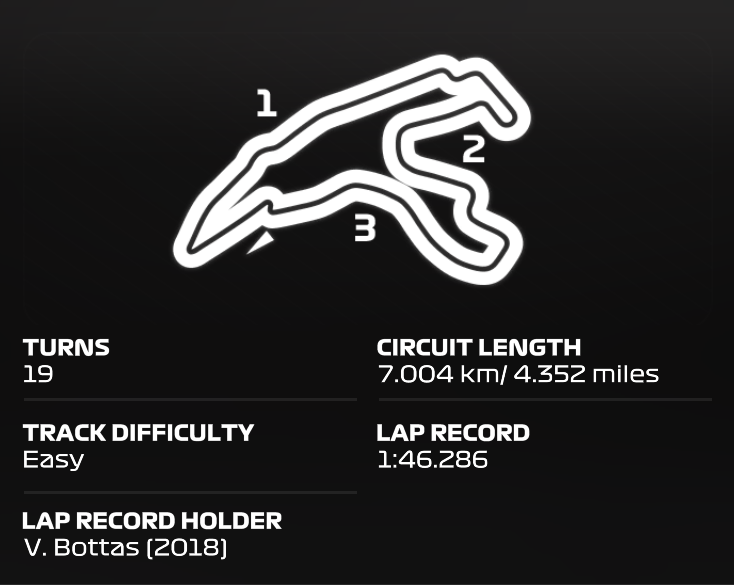 1
2
3
TURNS
19
CIRCUIT LENGTH
7.004 km/ 4.352 miles
TRACK DIFFICULTY
Easy
LAP RECORD
1:46.286
LAP RECORD HOLDER
V. Bottas (2018)